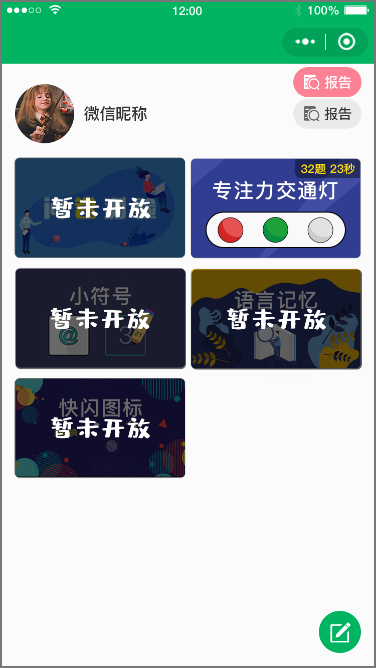 12:00
100%
报告
微信昵称
报告
暂未开放
32题 23秒
专注力交通灯
小符号
暂未开放
@
3
语言记忆
暂未开放
快闪图标
暂未开放